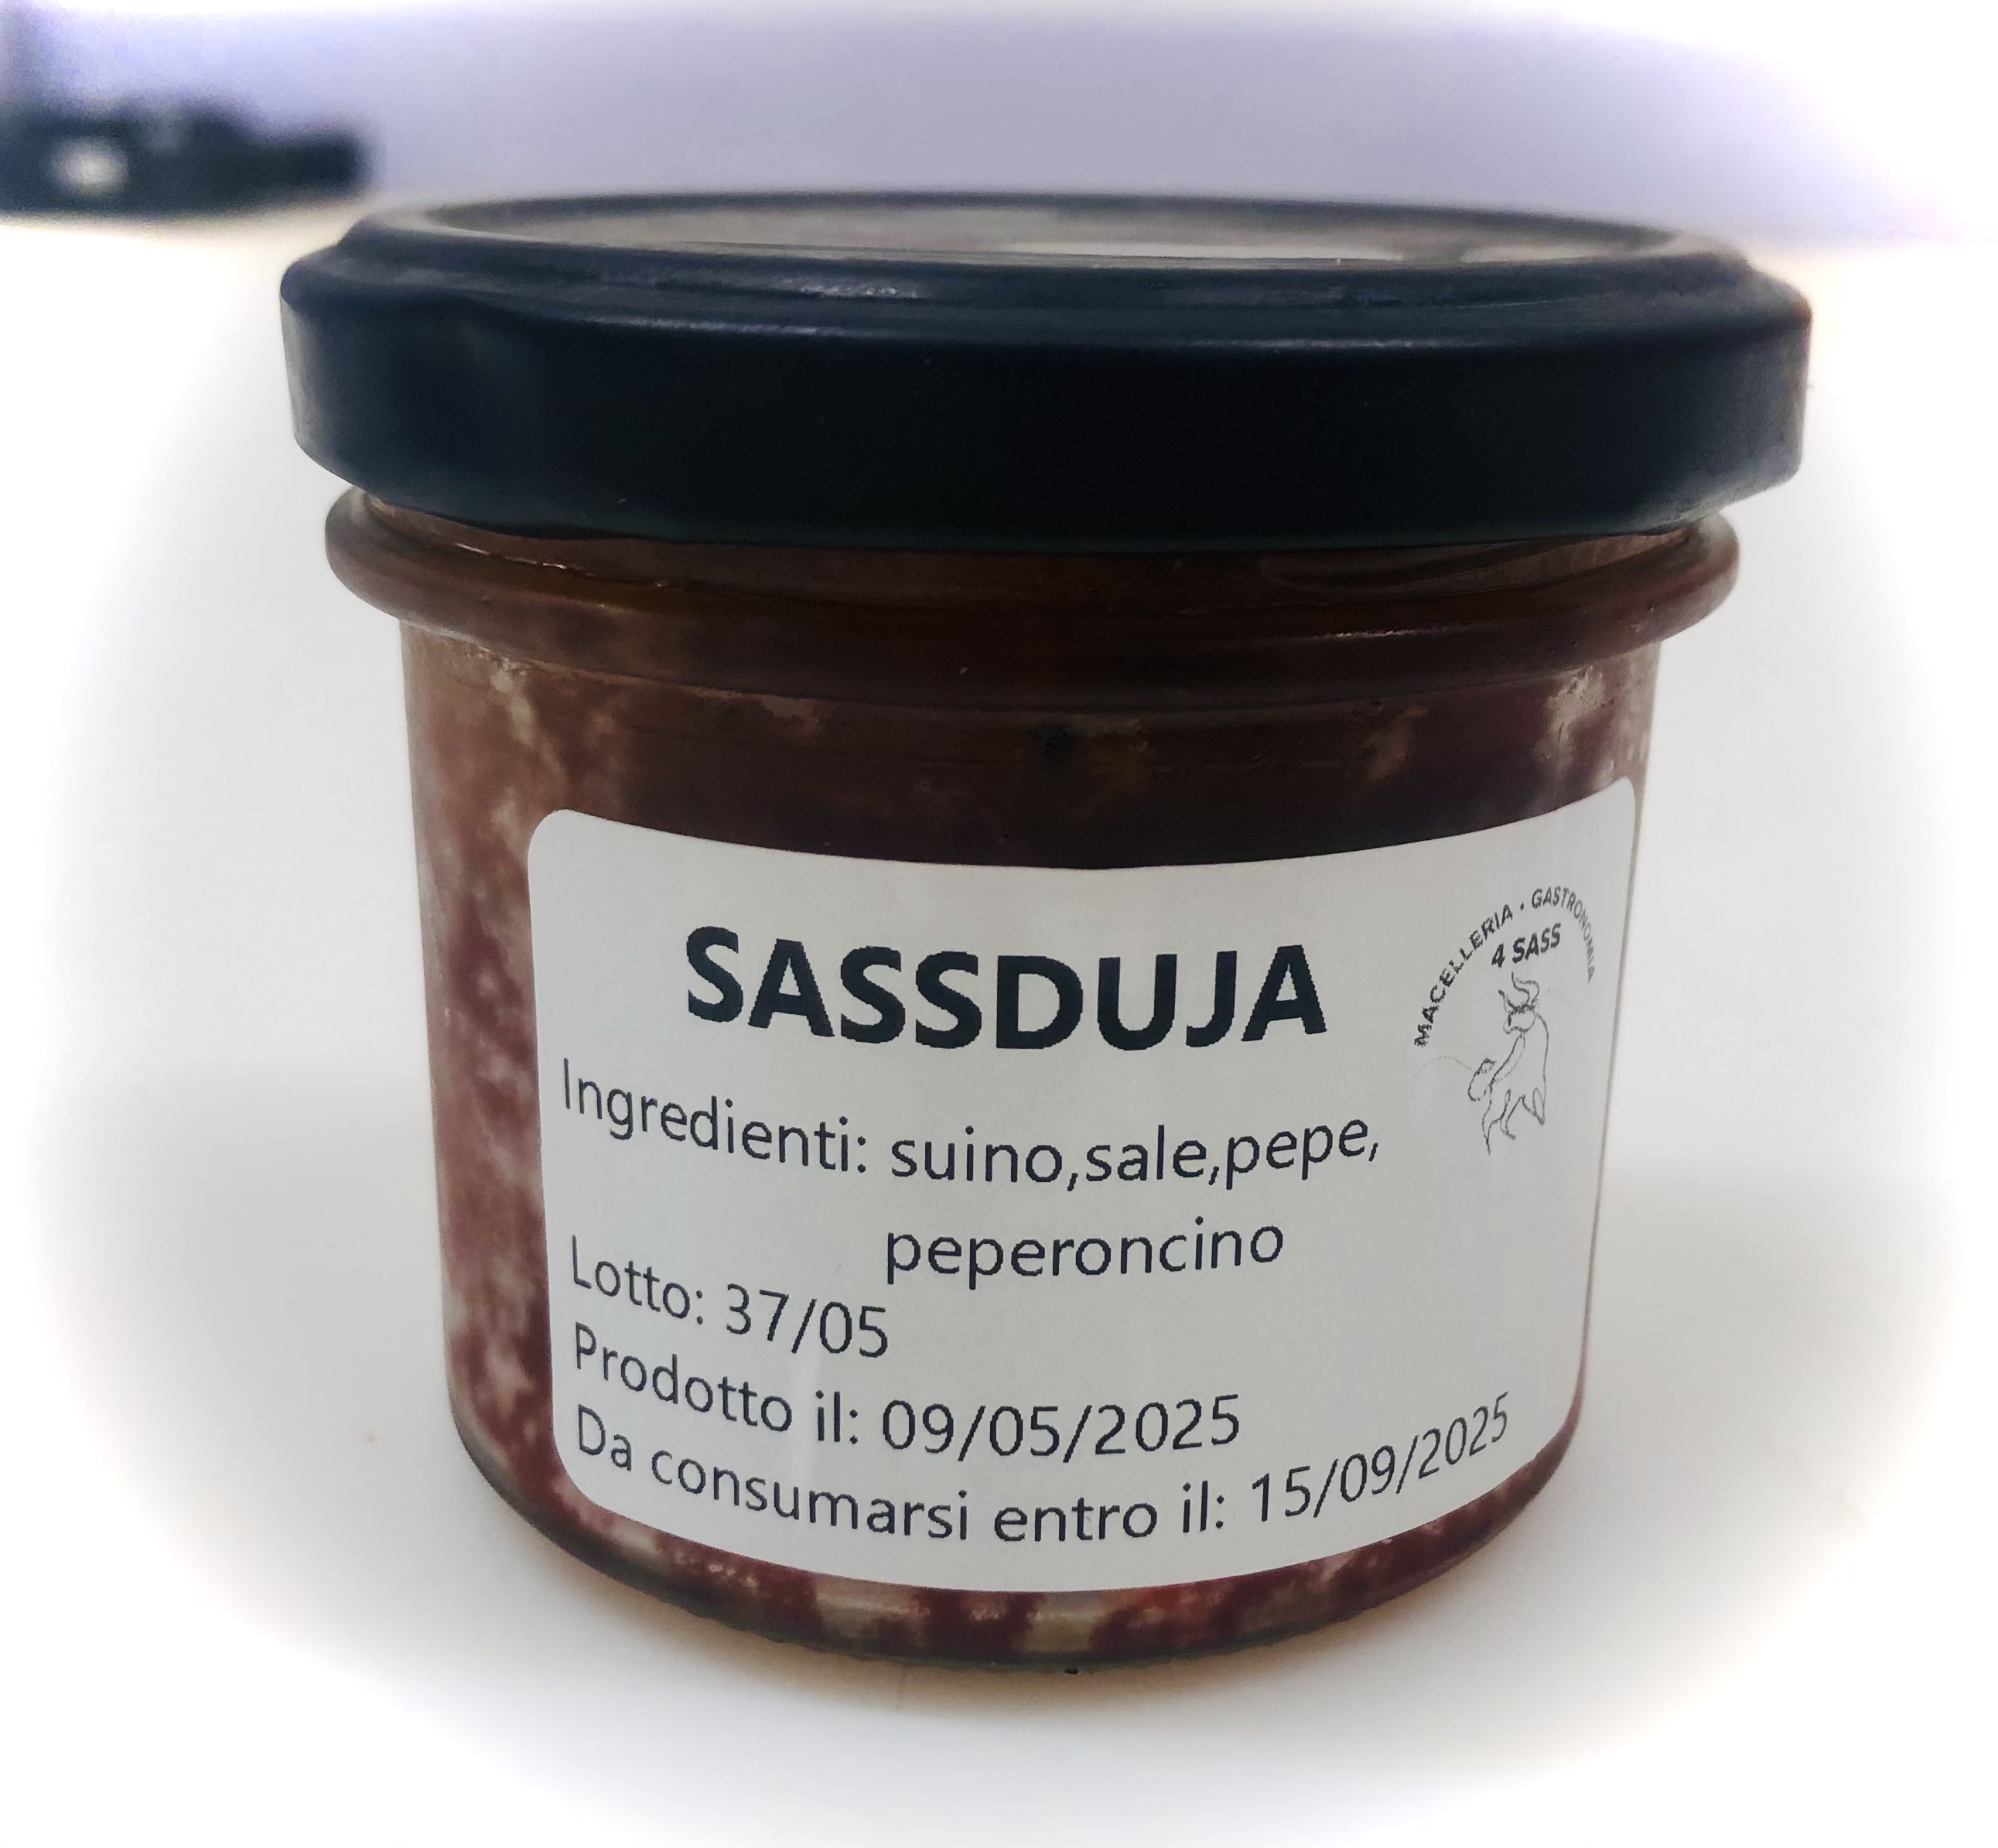 MACELLERIA • GASTRONOMIA
4 SASS
SASSDUJA
Ingredienti: suino,sale,pepe,
peperoncino
Lotto: 37/05
Prodotto il: 09/05/2025
Da consumarsi entro il: 15/09/2025